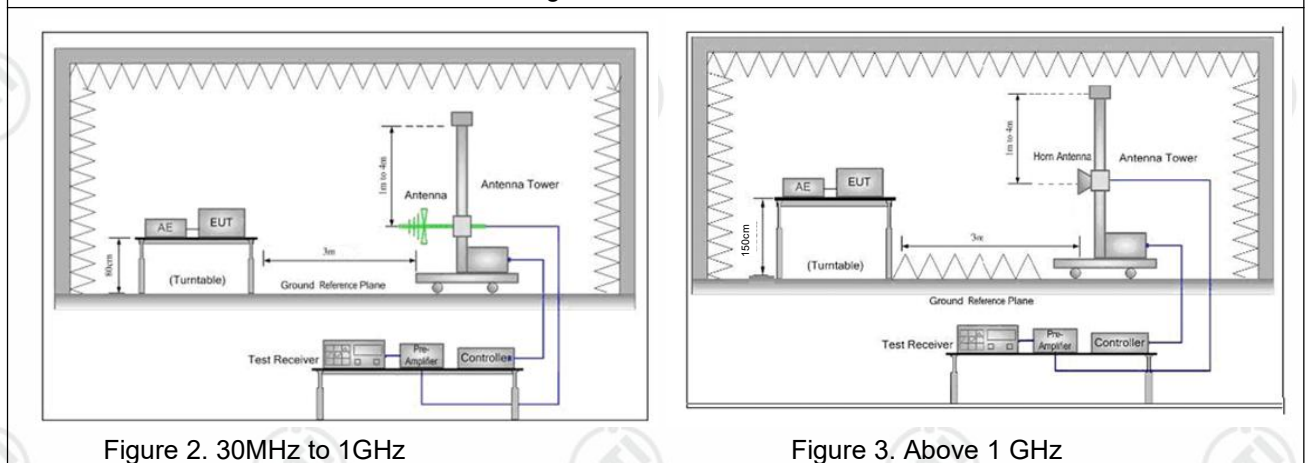 1m to 4m
Antenna
Antenna Tower
AE
EUT
80cm
3m
(Turntable)
Ground Reference Plane
Test Receiver
Pre-
Amplifier
Controller
Figure 2. 30MHz to 1GHz
1m to 4m
Horn Antenna
Antenna Tower
AE
EUT
150cm
3m
(Turntable)
Ground Reference Plane
Test Receiver
Pre-
Amplifier
Controller
Figure 3. Above 1 GHz